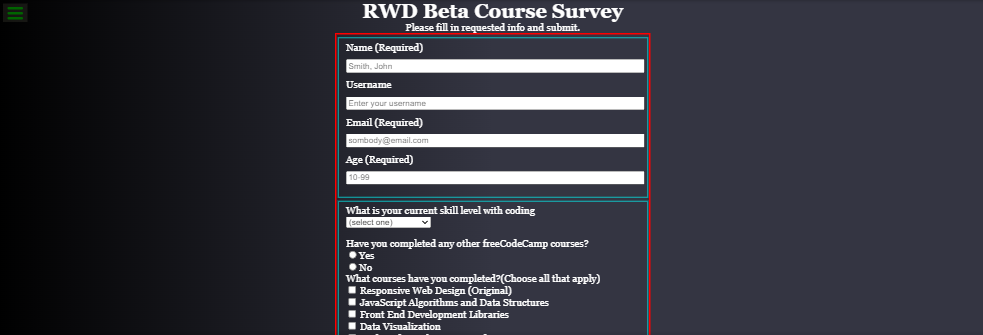 RWD Beta Course Survey
Please fill in requested info and submit.
Name (Required)
Smith, John
Username
Enter your username
Email (Required)
sombody@email.com
Age (Required)
10-99
What is your current skill level with coding
(select one)
Have you completed any other freeCodeCamp courses?
Yes
No
What courses have you completed?(Choose all that apply)
Responsive Web Design (Original)
JavaScript Algorithms and Data Structures
Front End Development Libraries
Data Visualization